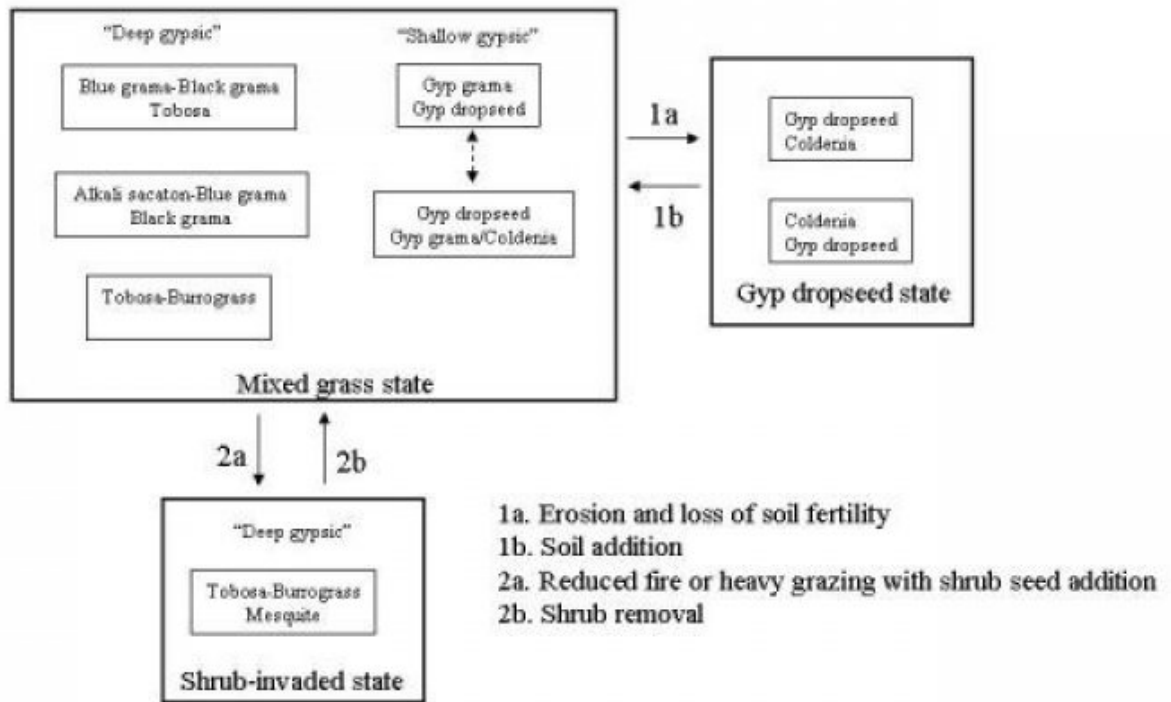 “Deep gypsic”
Blue grama-Black grama
Tobosa
Alkali sacaton-Blue grama
Black grama
Tobosa-Burrograss
“Shallow gypsic”
Gyp grama
Gyp dropseed
Gyp dropseed
Gyp grama/Coldenia
Mixed grass state
1a
1b
Gyp dropseed
Coldenia
Coldenia
Gyp dropseed
Gyp dropseed state
2a
2b
“Deep gypsic”
Tobosa-Burrograss
Mesquite
Shrub-invaded state
1a. Erosion and loss of soil fertility
1b. Soil addition
2a. Reduced fire or heavy grazing with shrub seed addition
2b. Shrub removal